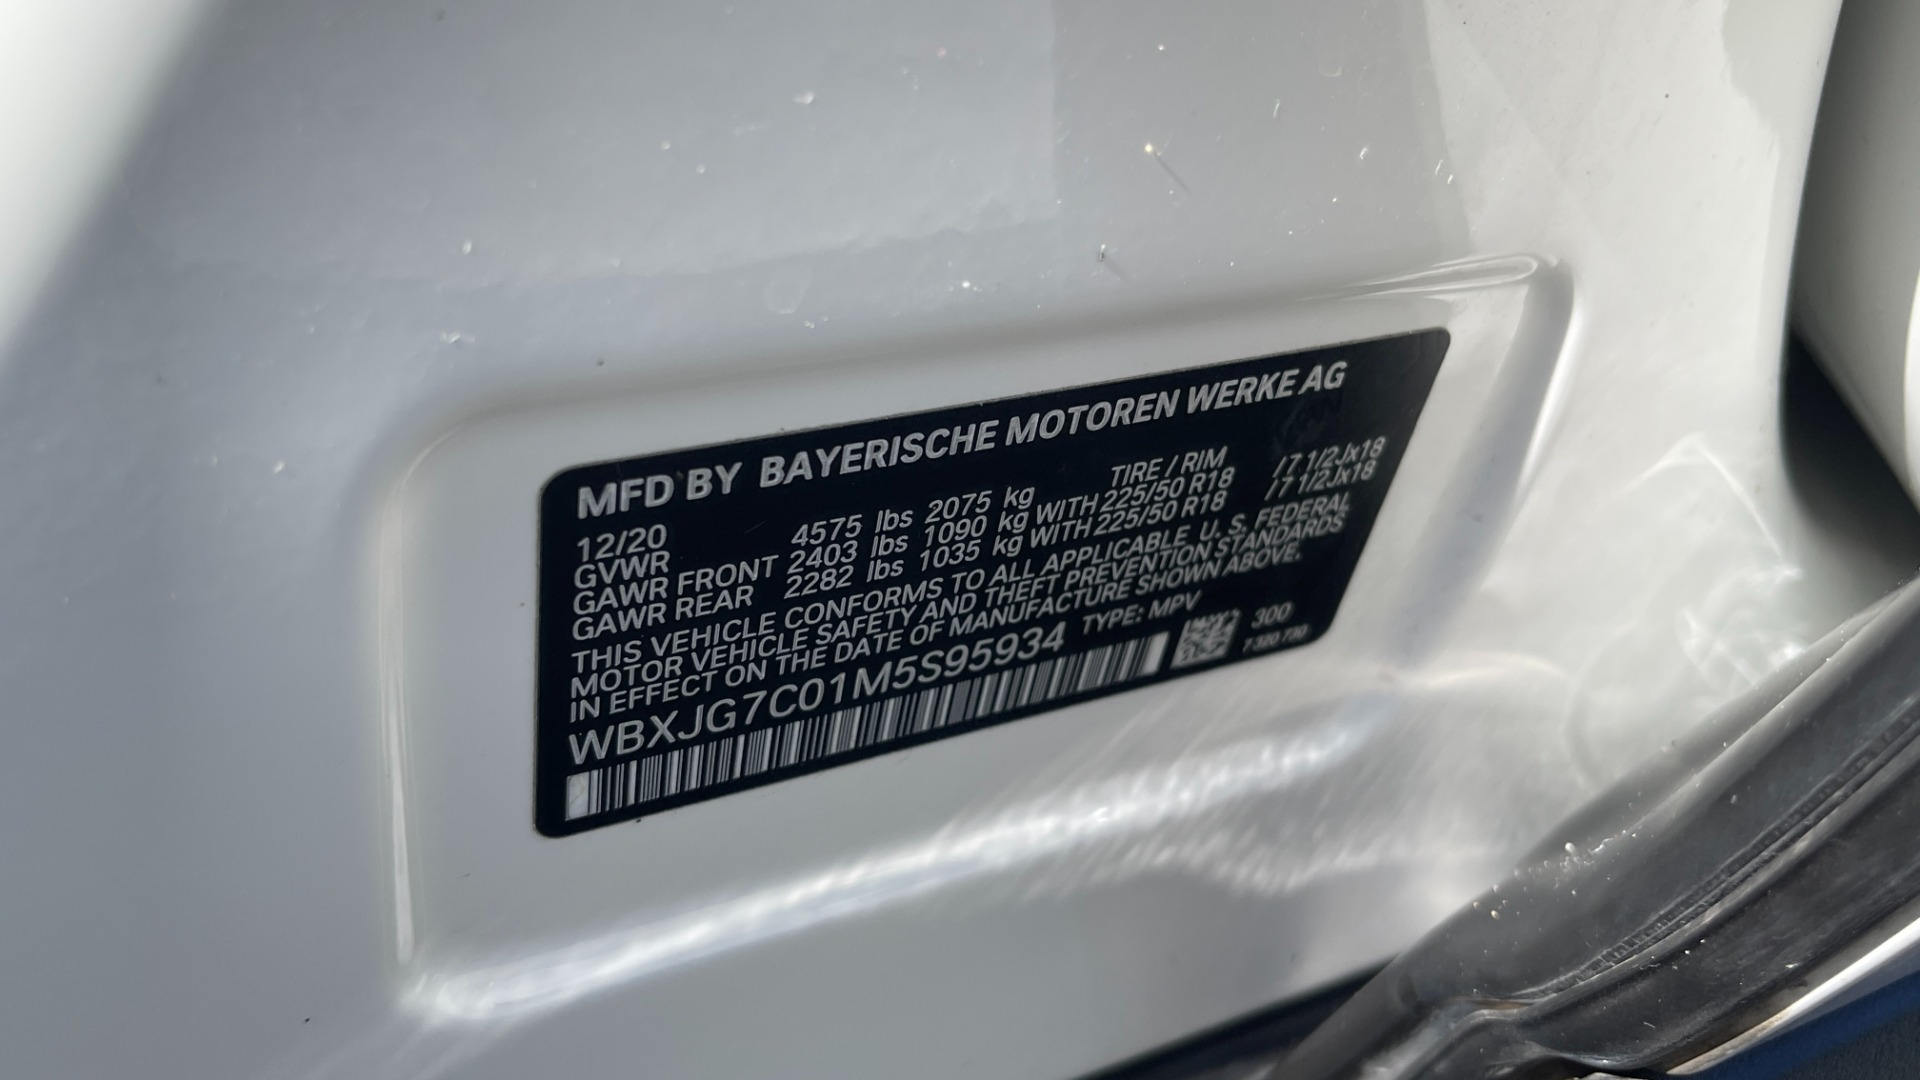 MFD BY BAYERISCHE MOTOREN WERKE AG
12/20 TIRE / RIM
GVWR 4575 lbs 2075 kg
GAWR FRONT 2403 lbs 1090 kg WITH 225/50 R18 / 7 1/2Jx18
GAWR REAR 2282 lbs 1035 kg WITH 225/50 R18 / 7 1/2Jx18
THIS VEHICLE CONFORMS TO ALL APPLICABLE U. S. FEDERAL
MOTOR VEHICLE SAFETY AND THEFT PREVENTION STANDARDS
IN EFFECT ON THE DATE OF MANUFACTURE SHOWN ABOVE.
WBXJG7C01M5S95934 TYPE: MPV
300